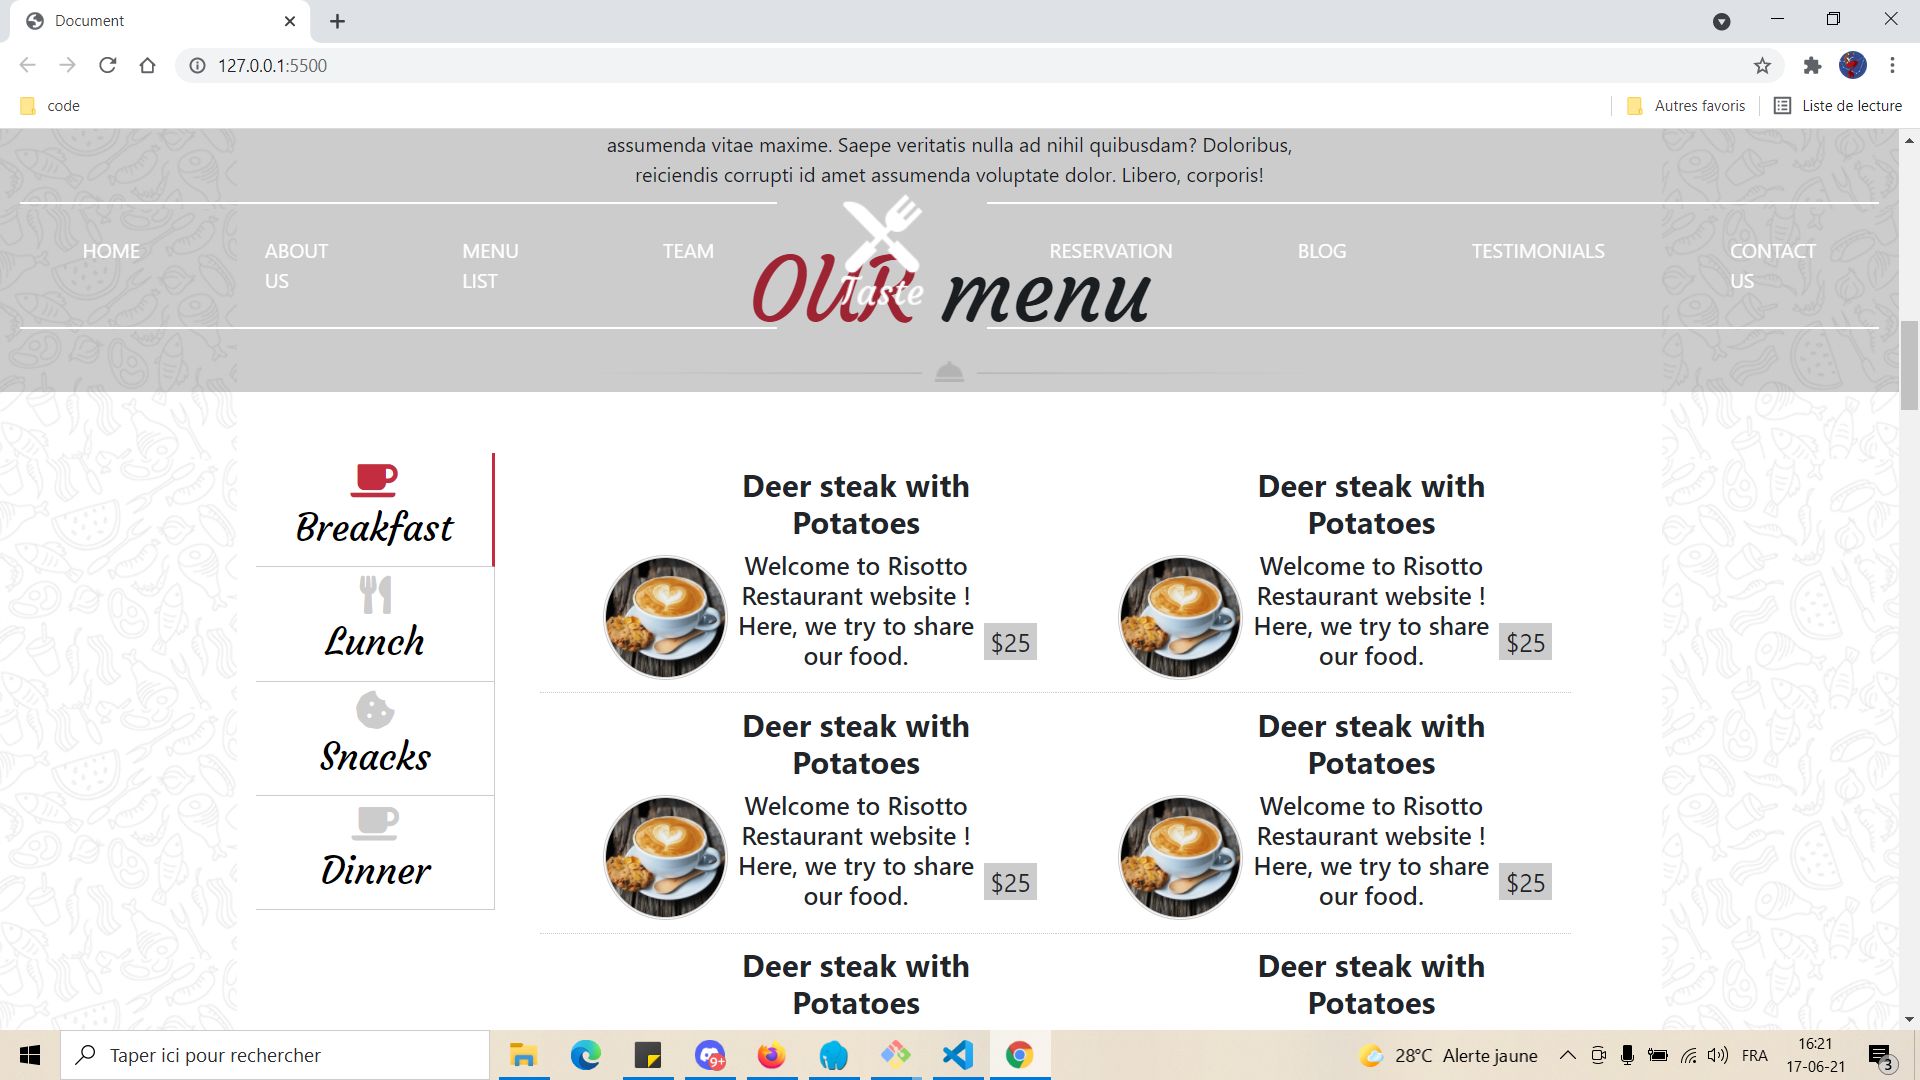 Document
127.0.0.1:5500
code
Autres favoris
Liste de lecture
assumenda vitae maxime. Saepe veritatis nulla ad nihil quibusdam? Doloribus,
reiciendis corrupti id amet assumenda voluptate dolor. Libero, corporis!
HOME
ABOUT
US
MENU
LIST
TEAM
Taste
RESERVATION
BLOG
TESTIMONIALS
CONTACT
US
OUR menu
Breakfast
Lunch
Snacks
Dinner
Deer steak with
Potatoes
Welcome to Risotto
Restaurant website !
Here, we try to share
our food.
$25
Deer steak with
Potatoes
Welcome to Risotto
Restaurant website !
Here, we try to share
our food.
$25
Deer steak with
Potatoes
Welcome to Risotto
Restaurant website !
Here, we try to share
our food.
$25
Deer steak with
Potatoes
Welcome to Risotto
Restaurant website !
Here, we try to share
our food.
$25
Deer steak with
Potatoes
Deer steak with
Potatoes
Taper ici pour rechercher
9+
28°C Alerte jaune
FRA
16:21
17-06-21
3